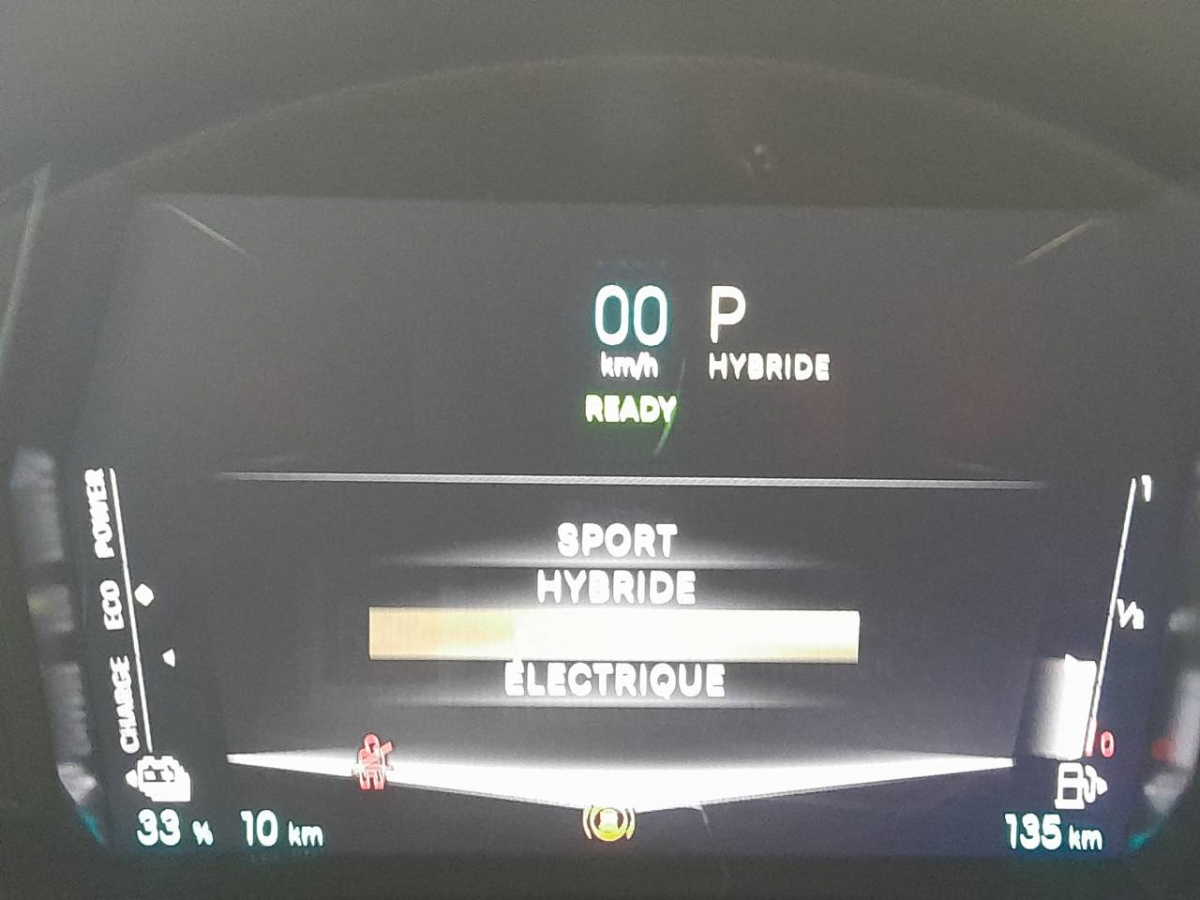 00 P
km/h HYBRIDE
READY
POWER
ECO
CHARGE
SPORT
HYBRIDE
ÉLECTRIQUE
1
1/2
0
33 % 10 km
135 km